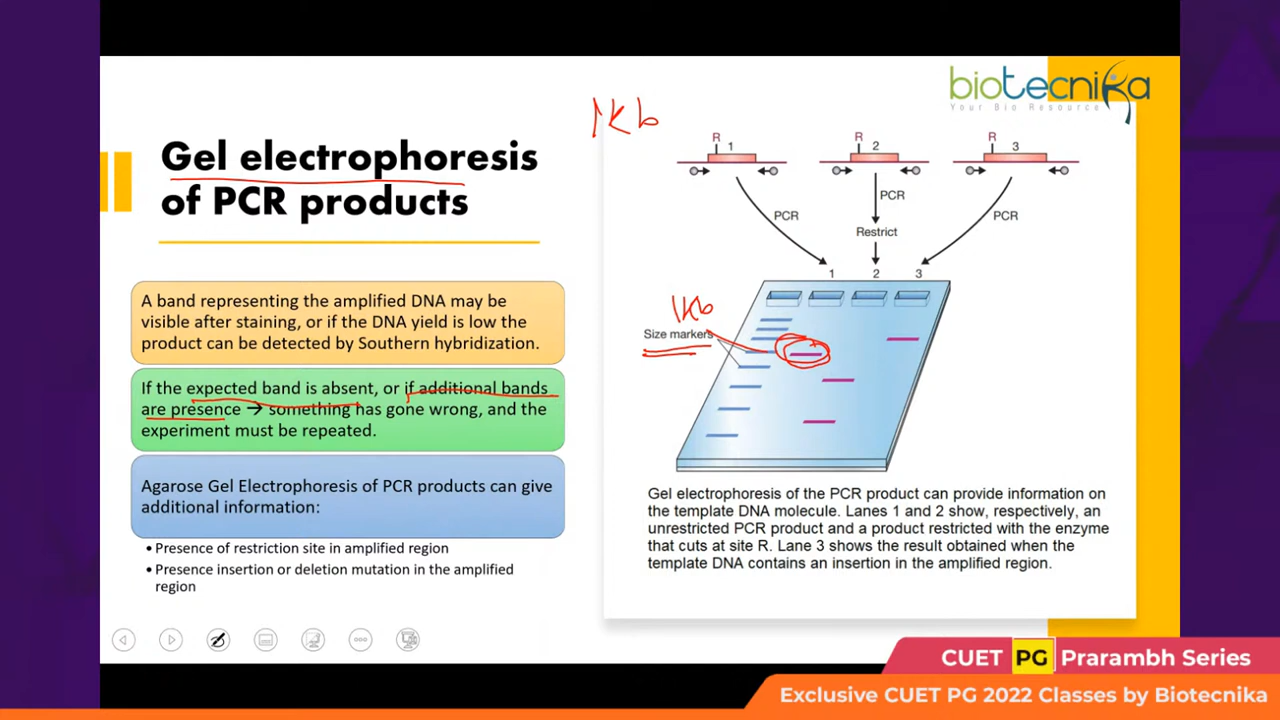 biotecnika
Your Bio Resource
1Kb
Gel electrophoresis
of PCR products
A band representing the amplified DNA may be
visible after staining, or if the DNA yield is low the
product can be detected by Southern hybridization.
If the expected band is absent, or if additional bands
are presence → something has gone wrong, and the
experiment must be repeated.
Agarose Gel Electrophoresis of PCR products can give
additional information:
• Presence of restriction site in amplified region
• Presence insertion or deletion mutation in the amplified
region
R 1
R 2
R 3
PCR
PCR
PCR
Restrict
1 2 3
1Kb
Size markers
Gel electrophoresis of the PCR product can provide information on
the template DNA molecule. Lanes 1 and 2 show, respectively, an
unrestricted PCR product and a product restricted with the enzyme
that cuts at site R. Lane 3 shows the result obtained when the
template DNA contains an insertion in the amplified region.
CUET PG Prarambh Series
Exclusive CUET PG 2022 Classes by Biotecnika